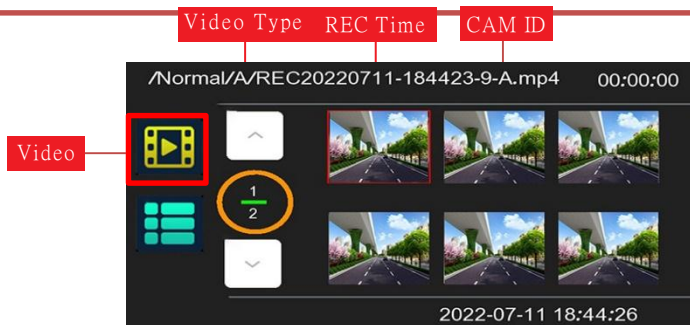 Video Type REC Time CAM ID
/Normal/A/REC20220711-184423-9-A.mp4 00:00:00
Video
1
2
2022-07-11 18:44:26